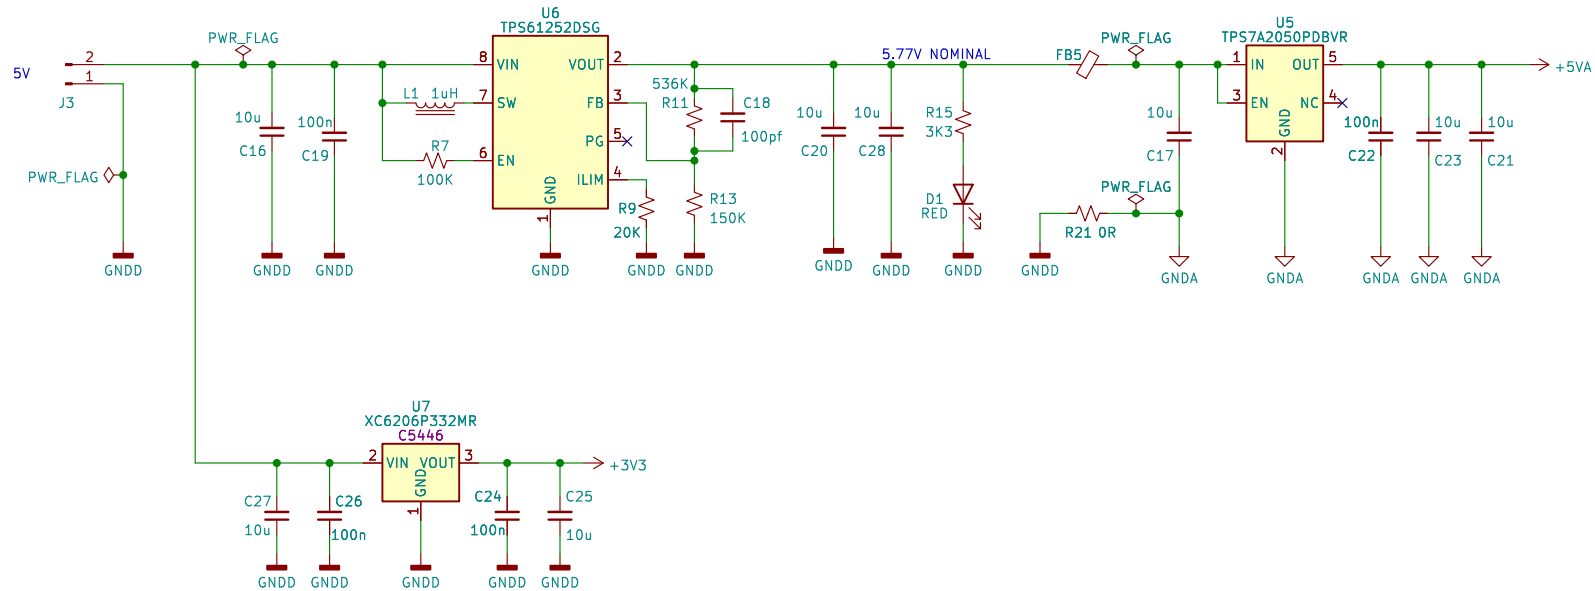 5V
2
1
J3
PWR_FLAG
PWR_FLAG
GNDD
10u
C16
GNDD
100n
C19
GNDD
L1 1uH
R7
100K
U6
TPS61252DSG
8 VIN
7 SW
6 EN
VOUT 2
FB 3
PG 5
ILIM 4
GND
1
GNDD
R9
20K
GNDD
536K
R11
C18
100pf
R13
150K
GNDD
10u
C20
GNDD
5.77V NOMINAL
10u
C28
GNDD
R15
3K3
D1
RED
GNDD
FB5
PWR_FLAG
10u
C17
PWR_FLAG
R21 0R
GNDD
GNDA
U5
TPS7A2050PDBVR
1 IN
3 EN
OUT 5
NC 4
GND
2
GNDA
100n
C22
GNDA
10u
C23
GNDA
10u
C21
GNDA
+5VA
U7
XC6206P332MR
C5446
2 VIN
VOUT 3
GND
1
GNDD
C27
10u
GNDD
C26
100n
GNDD
C24
100n
GNDD
C25
10u
GNDD
+3V3